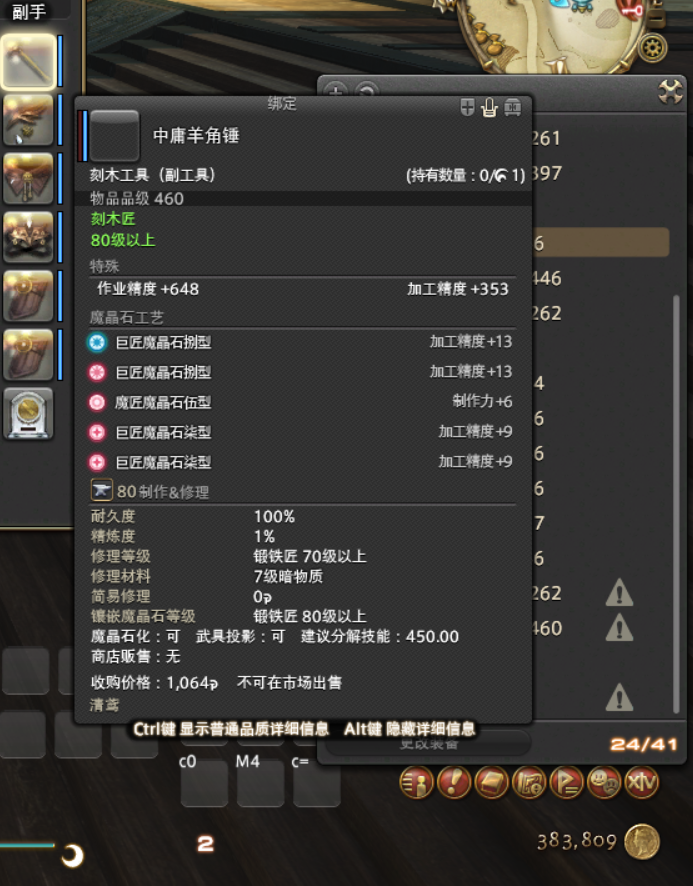 副手
绑定
中庸羊角锤
刻木工具（副工具） (持有数量：0/ 1)
物品品级 460
刻木匠
80级以上
特殊
作业精度 +648 加工精度 +353
魔晶石工艺
巨匠魔晶石捌型 加工精度+13
巨匠魔晶石捌型 加工精度+13
魔匠魔晶石伍型 制作力+6
巨匠魔晶石柒型 加工精度+9
巨匠魔晶石柒型 加工精度+9
80 制作&修理
耐久度 100%
精炼度 1%
修理等级 锻铁匠 70级以上
修理材料 7级暗物质
简易修理 0
镶嵌魔晶石等级 锻铁匠 80级以上
魔晶石化：可 武具投影：可 建议分解技能：450.00
商店贩售：无
收购价格：1,064 不可在市场出售
清鸢
Ctrl键 显示普通品质详细信息 Alt键 隐藏详细信息
261
397
6
446
262
4
6
6
6
7
6
262
460
更改装备
24/41
c0 M4 c=
XIV
2
383,809